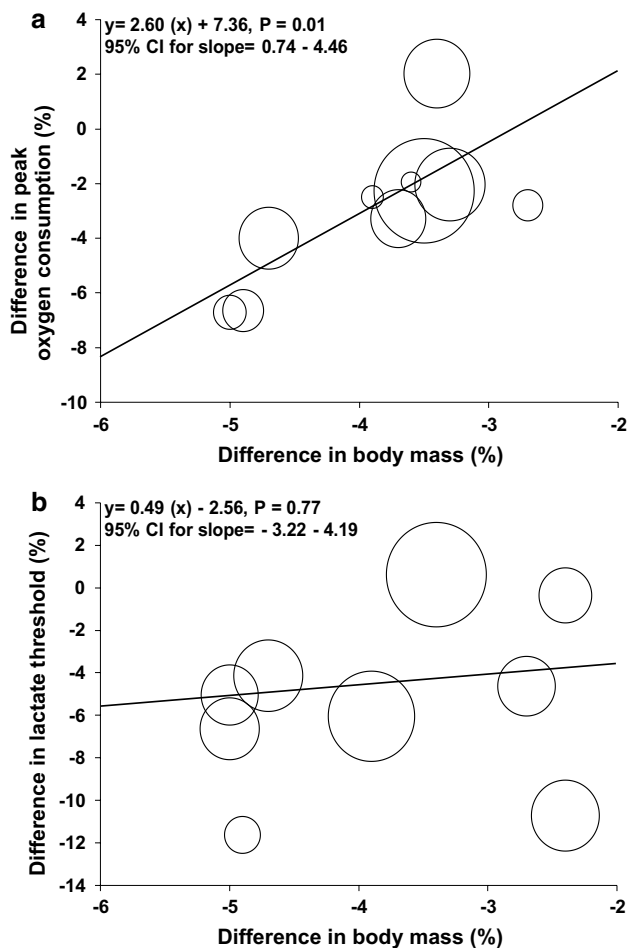 a
y= 2.60 (x) + 7.36, P = 0.01
95% CI for slope= 0.74 - 4.46
4
2
0
-2
-4
-6
-8
-10
Difference in peak
oxygen consumption (%)
-6 -5 -4 -3 -2
Difference in body mass (%)
b
y= 0.49 (x) - 2.56, P = 0.77
95% CI for slope= - 3.22 - 4.19
4
2
0
-2
-4
-6
-8
-10
-12
-14
Difference in lactate threshold (%)
-6 -5 -4 -3 -2
Difference in body mass (%)